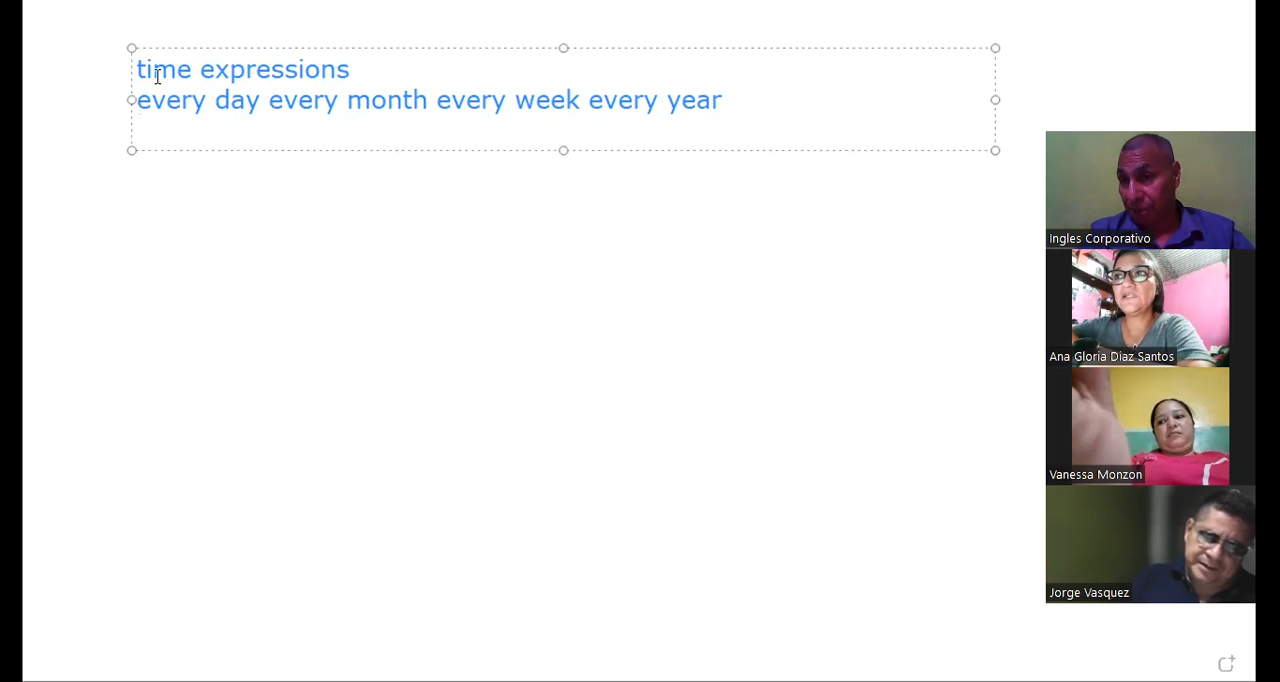 time expressions
every day every month every week every year
Ingles Corporativo
Ana Gloria Díaz Santos
Vanessa Monzon
Jorge Vasquez